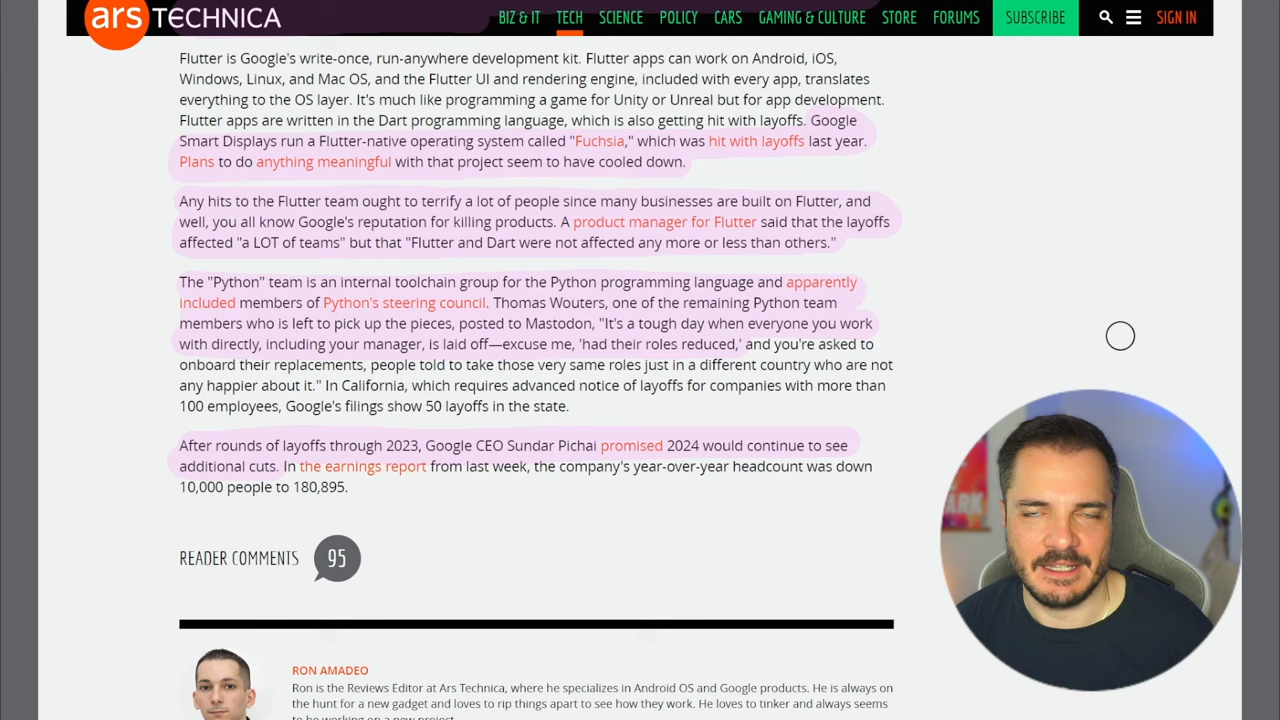 ars TECHNICA
BIZ & IT TECH SCIENCE POLICY CARS GAMING & CULTURE STORE FORUMS SUBSCRIBE SIGN IN
Flutter is Google's write-once, run-anywhere development kit. Flutter apps can work on Android, iOS,
Windows, Linux, and Mac OS, and the Flutter UI and rendering engine, included with every app, translates
everything to the OS layer. It's much like programming a game for Unity or Unreal but for app development.
Flutter apps are written in the Dart programming language, which is also getting hit with layoffs. Google
Smart Displays run a Flutter-native operating system called "Fuchsia," which was hit with layoffs last year.
Plans to do anything meaningful with that project seem to have cooled down.
Any hits to the Flutter team ought to terrify a lot of people since many businesses are built on Flutter, and
well, you all know Google's reputation for killing products. A product manager for Flutter said that the layoffs
affected "a LOT of teams" but that "Flutter and Dart were not affected any more or less than others."
The "Python" team is an internal toolchain group for the Python programming language and apparently
included members of Python's steering council. Thomas Wouters, one of the remaining Python team
members who is left to pick up the pieces, posted to Mastodon, "It's a tough day when everyone you work
with directly, including your manager, is laid off—excuse me, 'had their roles reduced,' and you're asked to
onboard their replacements, people told to take those very same roles just in a different country who are not
any happier about it." In California, which requires advanced notice of layoffs for companies with more than
100 employees, Google's filings show 50 layoffs in the state.
After rounds of layoffs through 2023, Google CEO Sundar Pichai promised 2024 would continue to see
additional cuts. In the earnings report from last week, the company's year-over-year headcount was down
10,000 people to 180,895.
READER COMMENTS 95
RON AMADEO
Ron is the Reviews Editor at Ars Technica, where he specializes in Android OS and Google products. He is always on
the hunt for a new gadget and loves to rip things apart to see how they work. He loves to tinker and always seems
to be working on a new project.